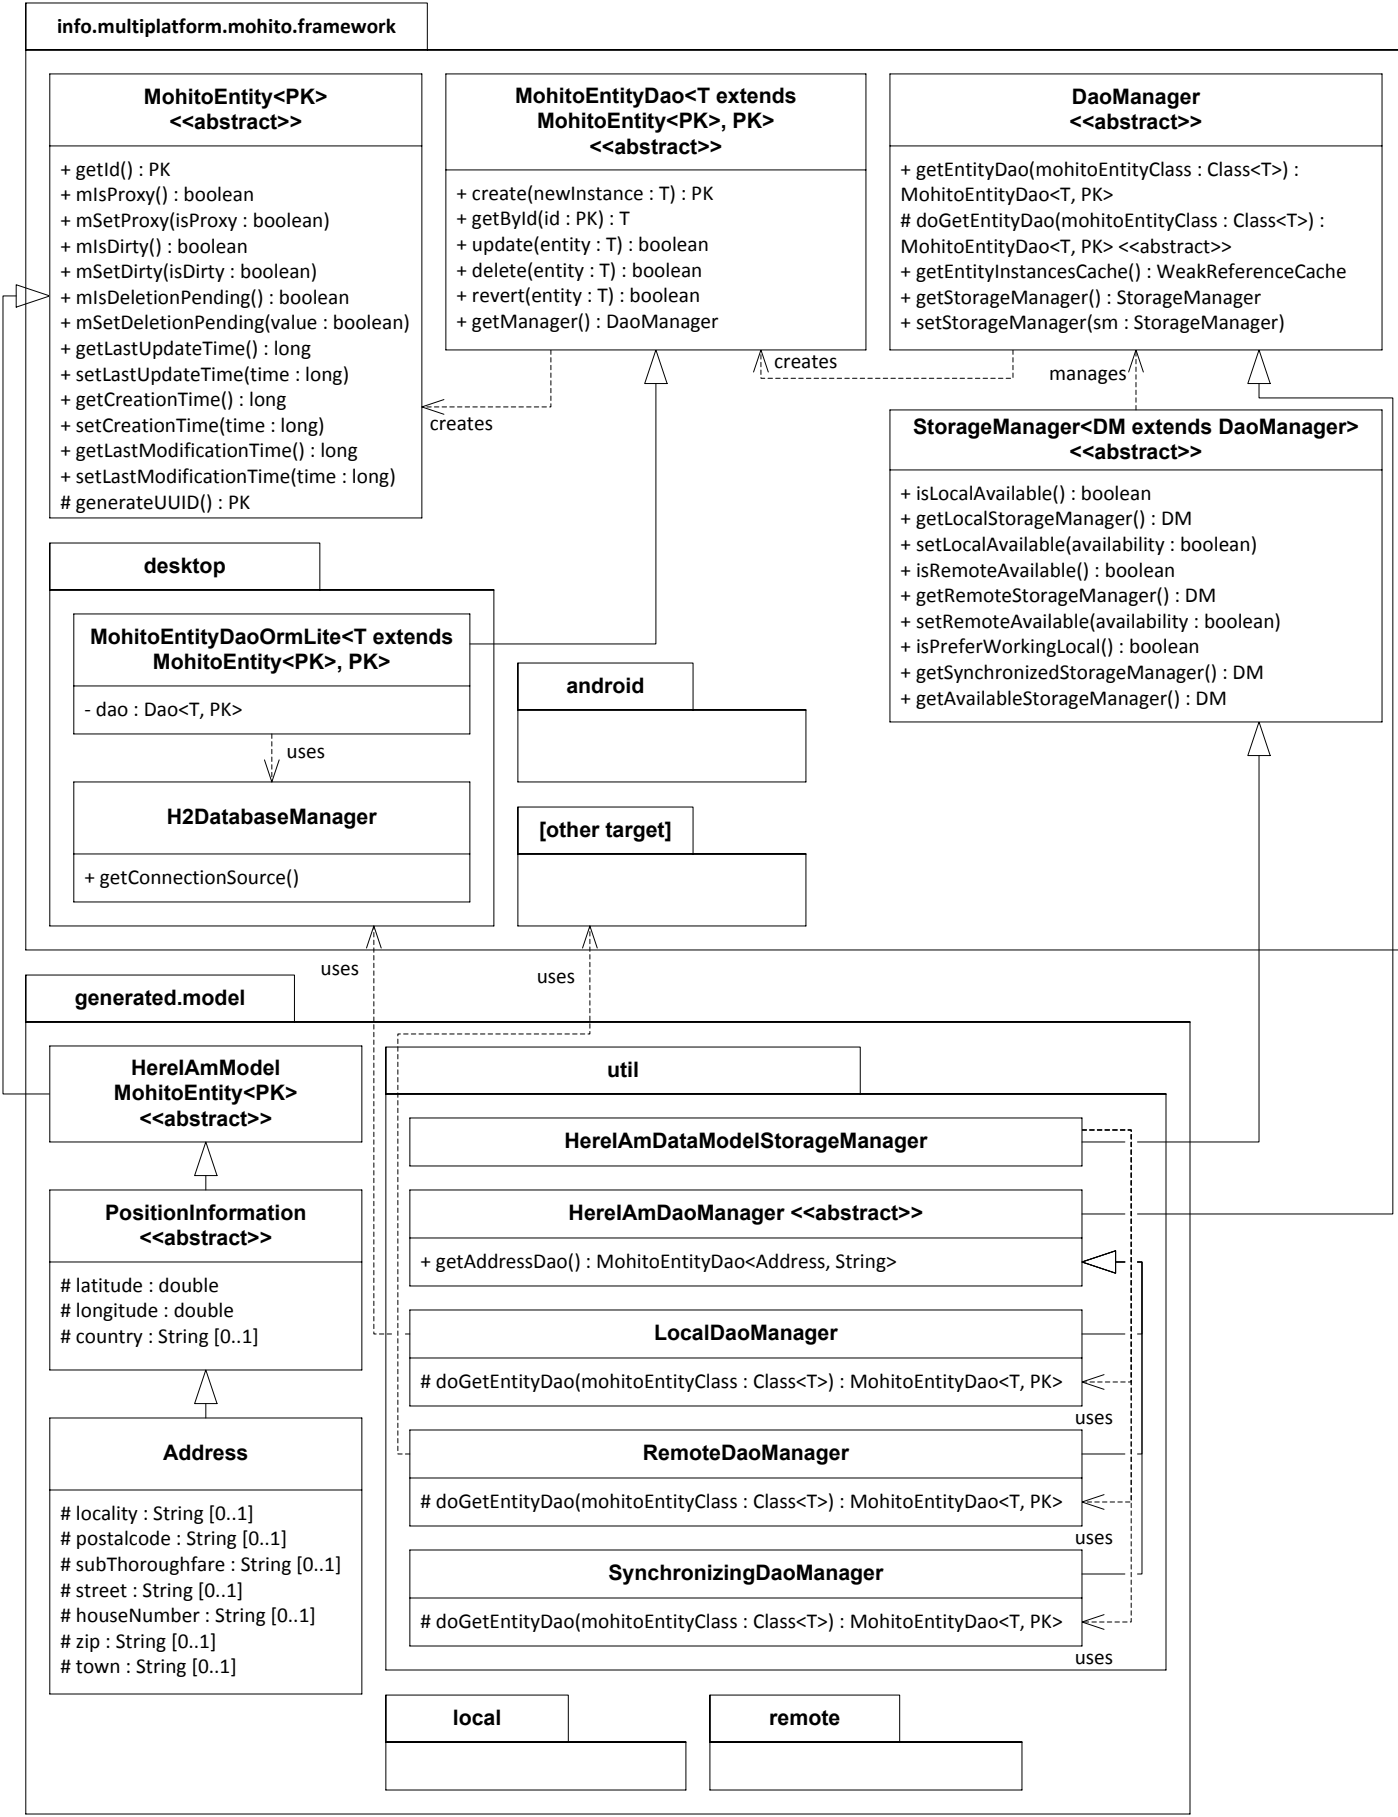 info.multiplatform.mohito.framework
MohitoEntity<PK>
<<abstract>>
+ getId() : PK
+ mIsProxy() : boolean
+ mSetProxy(isProxy : boolean)
+ mIsDirty() : boolean
+ mSetDirty(isDirty : boolean)
+ mIsDeletionPending() : boolean
+ mSetDeletionPending(value : boolean)
+ getLastUpdateTime() : long
+ setLastUpdateTime(time : long)
+ getCreationTime() : long
+ setCreationTime(time : long)
+ getLastModificationTime() : long
+ setLastModificationTime(time : long)
# generateUUID() : PK
MohitoEntityDao<T extends
MohitoEntity<PK>, PK>
<<abstract>>
+ create(newInstance : T) : PK
+ getById(id : PK) : T
+ update(entity : T) : boolean
+ delete(entity : T) : boolean
+ revert(entity : T) : boolean
+ getManager() : DaoManager
DaoManager
<<abstract>>
+ getEntityDao(mohitoEntityClass : Class<T>) :
MohitoEntityDao<T, PK>
# doGetEntityDao(mohitoEntityClass : Class<T>) :
MohitoEntityDao<T, PK> <<abstract>>
+ getEntityInstancesCache() : WeakReferenceCache
+ getStorageManager() : StorageManager
+ setStorageManager(sm : StorageManager)
creates
creates
manages
StorageManager<DM extends DaoManager>
<<abstract>>
+ isLocalAvailable() : boolean
+ getLocalStorageManager() : DM
+ setLocalAvailable(availability : boolean)
+ isRemoteAvailable() : boolean
+ getRemoteStorageManager() : DM
+ setRemoteAvailable(availability : boolean)
+ isPreferWorkingLocal() : boolean
+ getSynchronizedStorageManager() : DM
+ getAvailableStorageManager() : DM
desktop
MohitoEntityDaoOrmLite<T extends
MohitoEntity<PK>, PK>
- dao : Dao<T, PK>
uses
H2DatabaseManager
+ getConnectionSource()
android
[other target]
uses
uses
generated.model
HereIAmModel
MohitoEntity<PK>
<<abstract>>
PositionInformation
<<abstract>>
# latitude : double
# longitude : double
# country : String [0..1]
Address
# locality : String [0..1]
# postalcode : String [0..1]
# subThoroughfare : String [0..1]
# street : String [0..1]
# houseNumber : String [0..1]
# zip : String [0..1]
# town : String [0..1]
util
HereIAmDataModelStorageManager
HereIAmDaoManager <<abstract>>
+ getAddressDao() : MohitoEntityDao<Address, String>
LocalDaoManager
# doGetEntityDao(mohitoEntityClass : Class<T>) : MohitoEntityDao<T, PK>
uses
RemoteDaoManager
# doGetEntityDao(mohitoEntityClass : Class<T>) : MohitoEntityDao<T, PK>
uses
SynchronizingDaoManager
# doGetEntityDao(mohitoEntityClass : Class<T>) : MohitoEntityDao<T, PK>
uses
local
remote